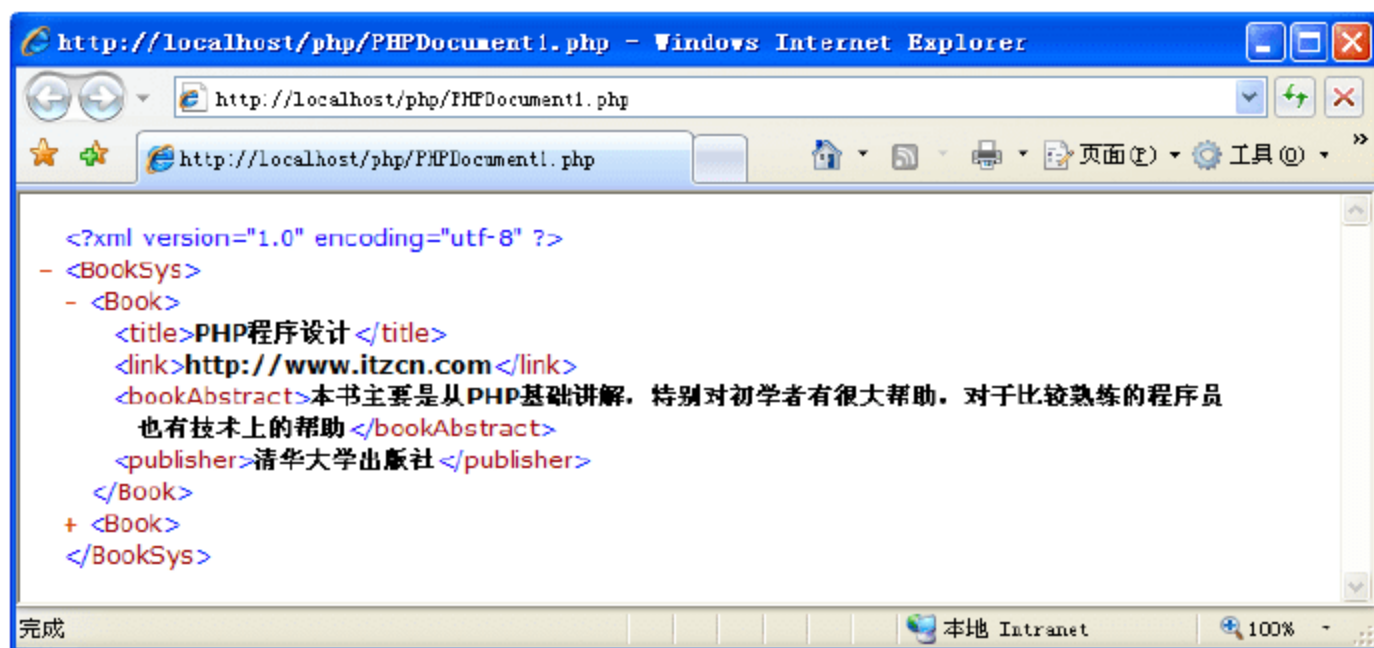 http://localhost/php/PHPDocument1.php - Windows Internet Explorer
http://localhost/php/PHPDocument1.php
http://localhost/php/PHPDocument1.php
页面(P)
工具(O)
<?xml version="1.0" encoding="utf-8" ?>
- <BookSys>
- <Book>
<title>PHP程序设计</title>
<link>http://www.itzcn.com</link>
<bookAbstract>本书主要是从PHP基础讲解，特别对初学者有很大帮助，对于比较熟练的程序员
也有技术上的帮助</bookAbstract>
<publisher>清华大学出版社</publisher>
</Book>
+ <Book>
</BookSys>
完成
本地 Intranet
100%